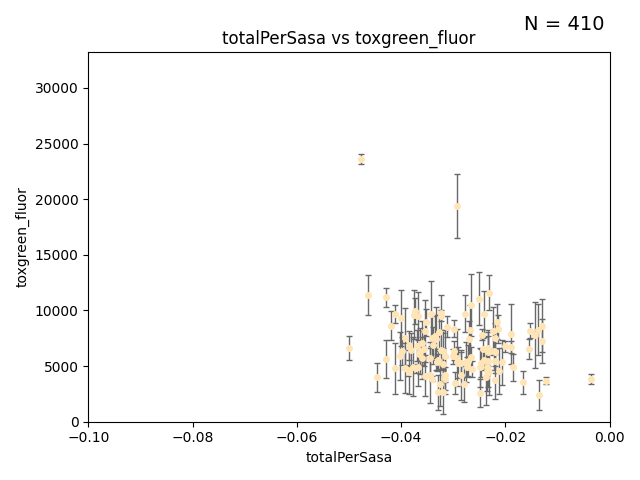 N = 410
totalPerSasa vs toxgreen_fluor
30000
25000
20000
15000
10000
5000
0
toxgreen_fluor
−0.10 −0.08 −0.06 −0.04 −0.02 0.00
totalPerSasa